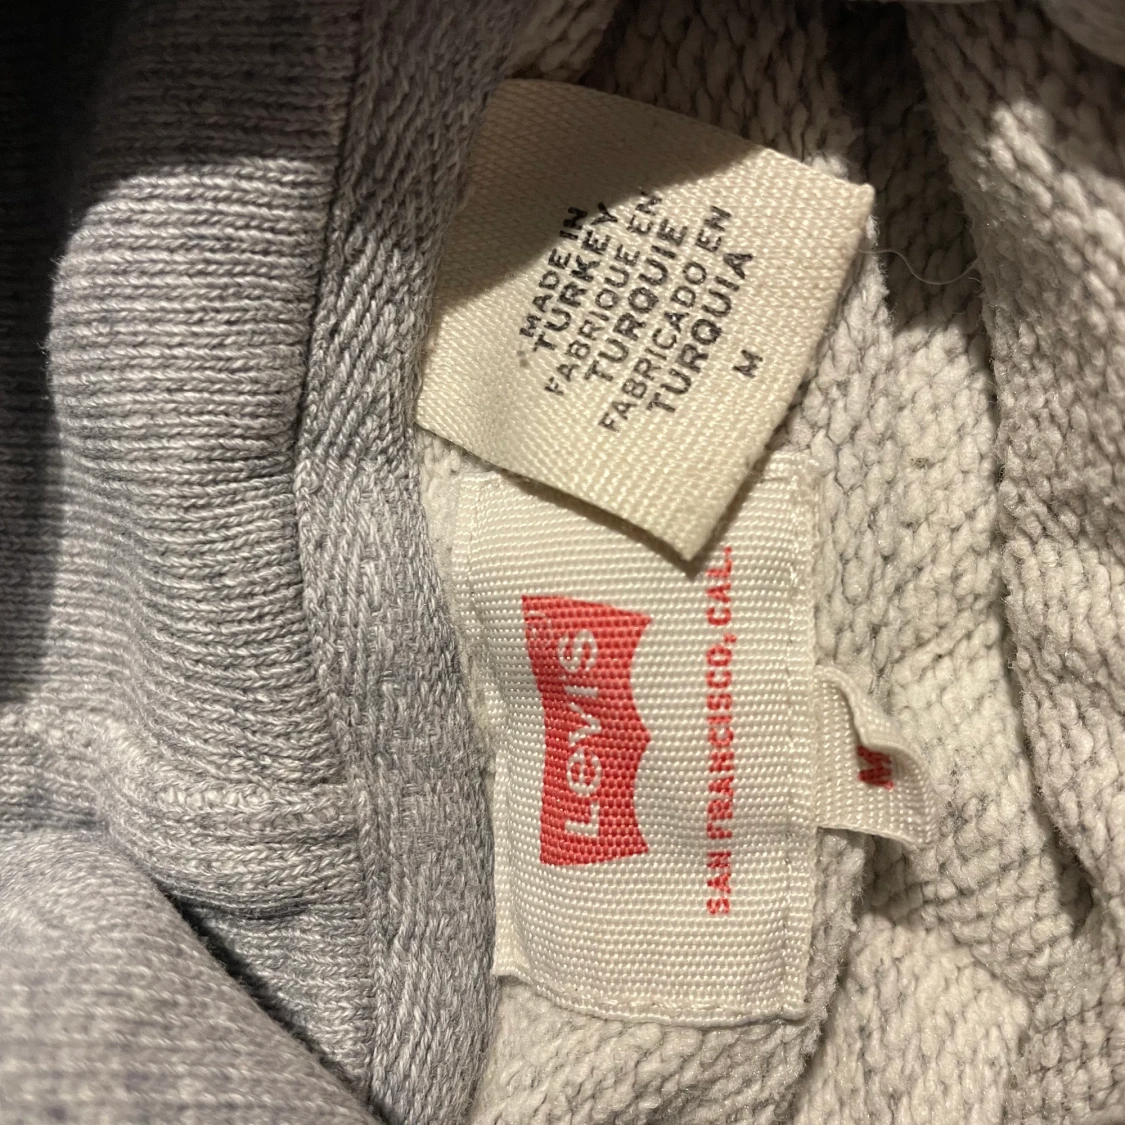 MADE IN
TURKEY
FABRIQUE EN
TURQUIE
FABRICADO EN
TURQUIA
M
Levi's
SAN FRANCISCO, CAL.
M